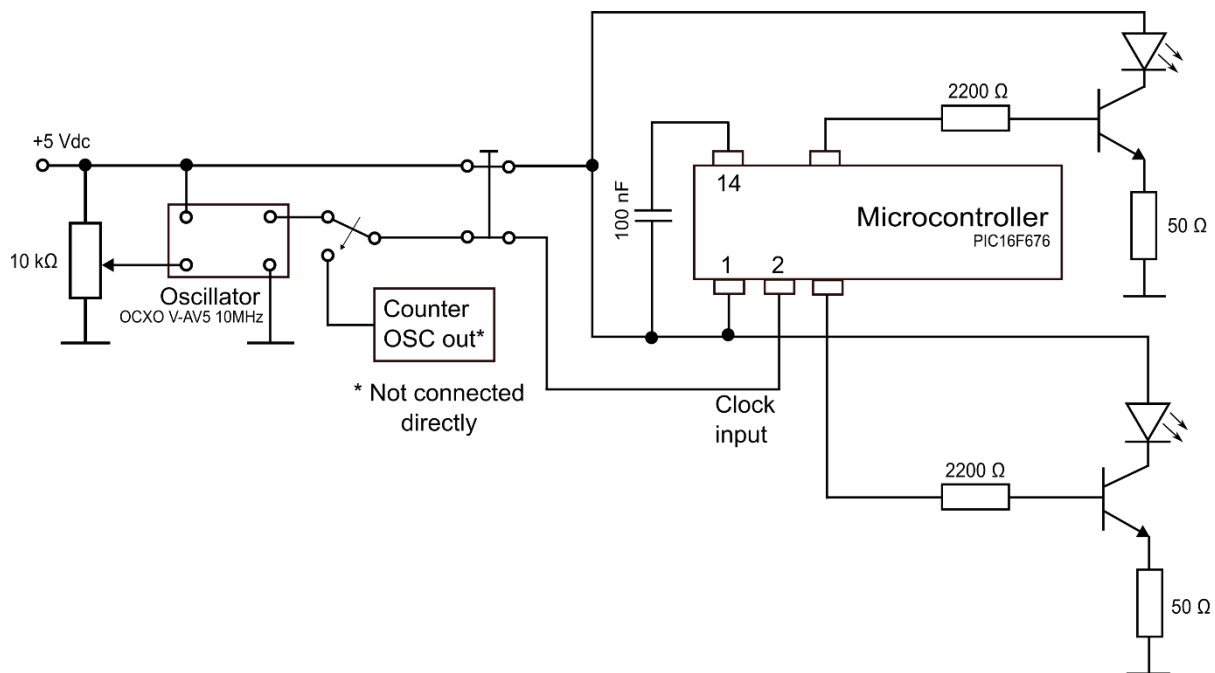 2200 Ω
+5 Vdc
100 nF
14
Microcontroller
PIC16F676
50 Ω
10 kΩ
1
2
Oscillator
OCXO V-AV5 10MHz
Counter
OSC out*
* Not connected
directly
Clock
input
2200 Ω
50 Ω